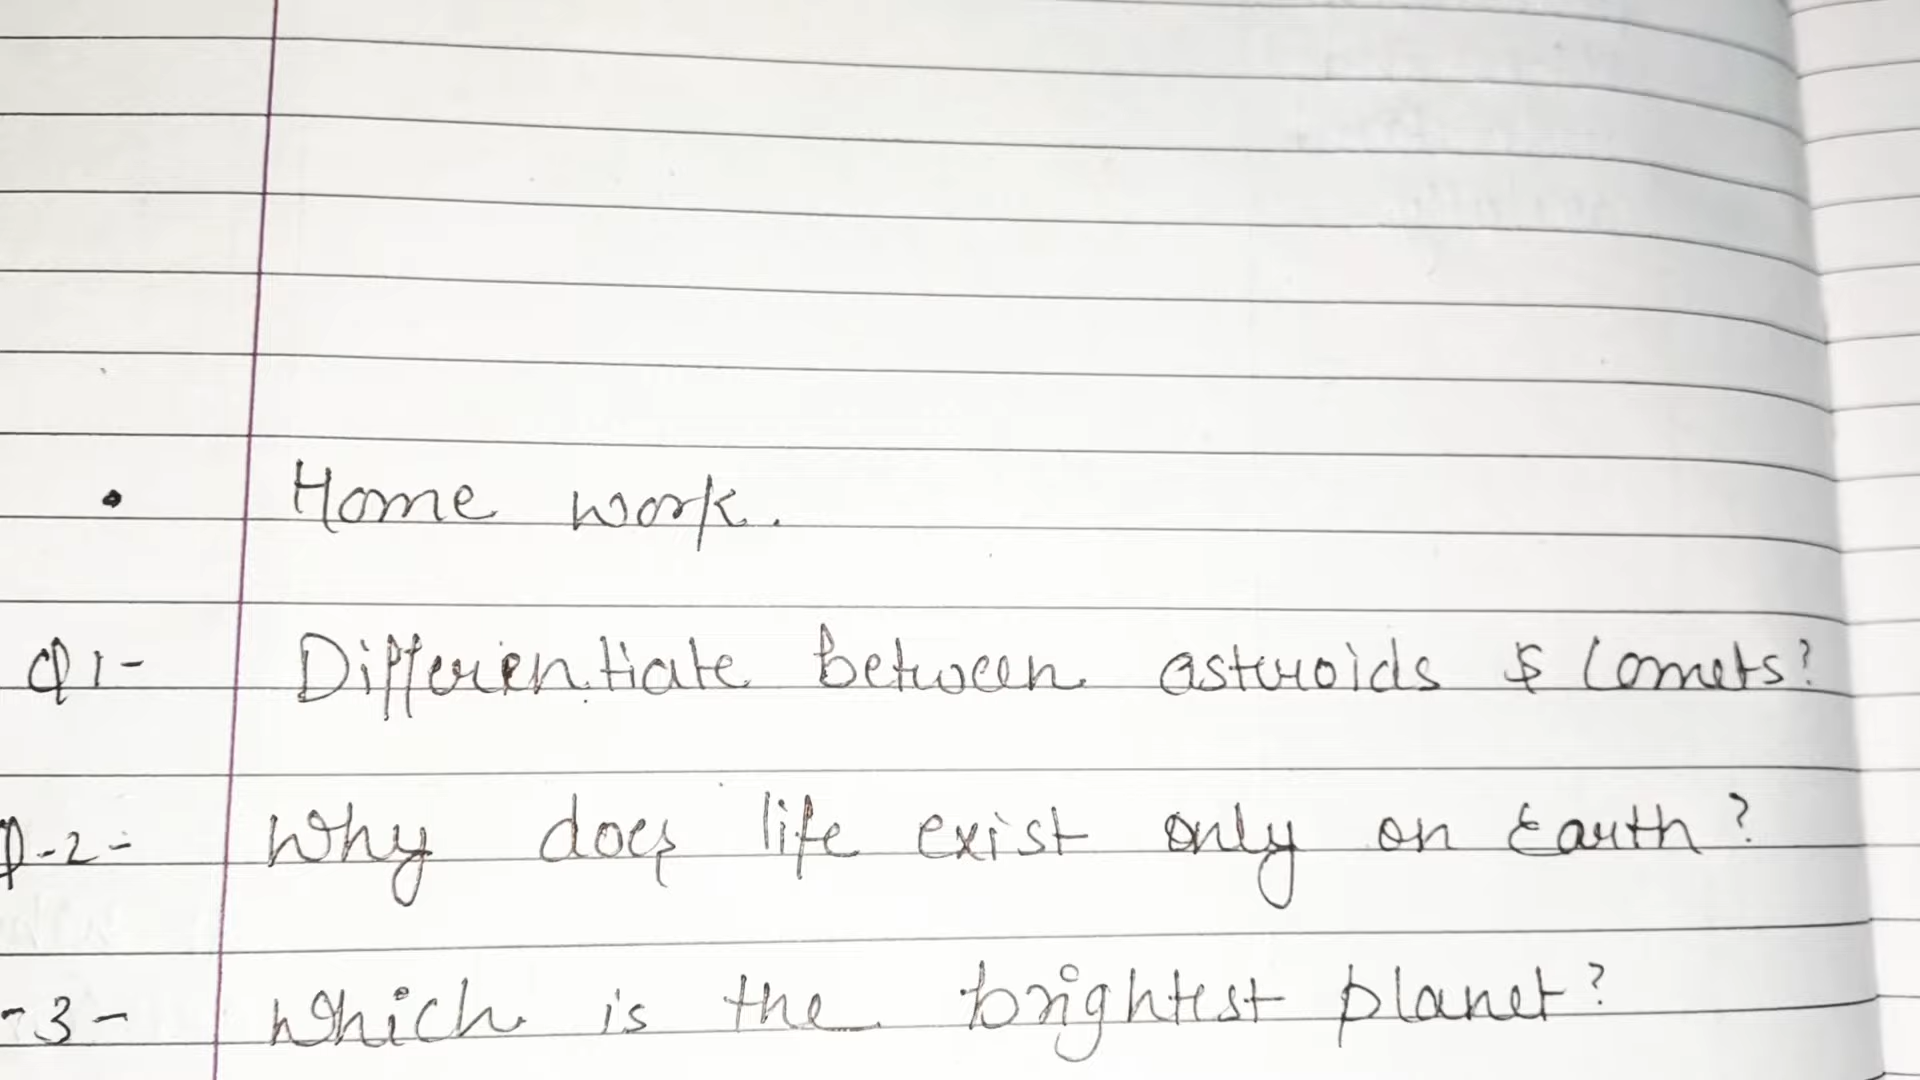 • Home work.
Q1- Differentiate between asteroids & Comets?
Q-2- Why does life exist only on Earth?
-3- Which is the brightest planet?